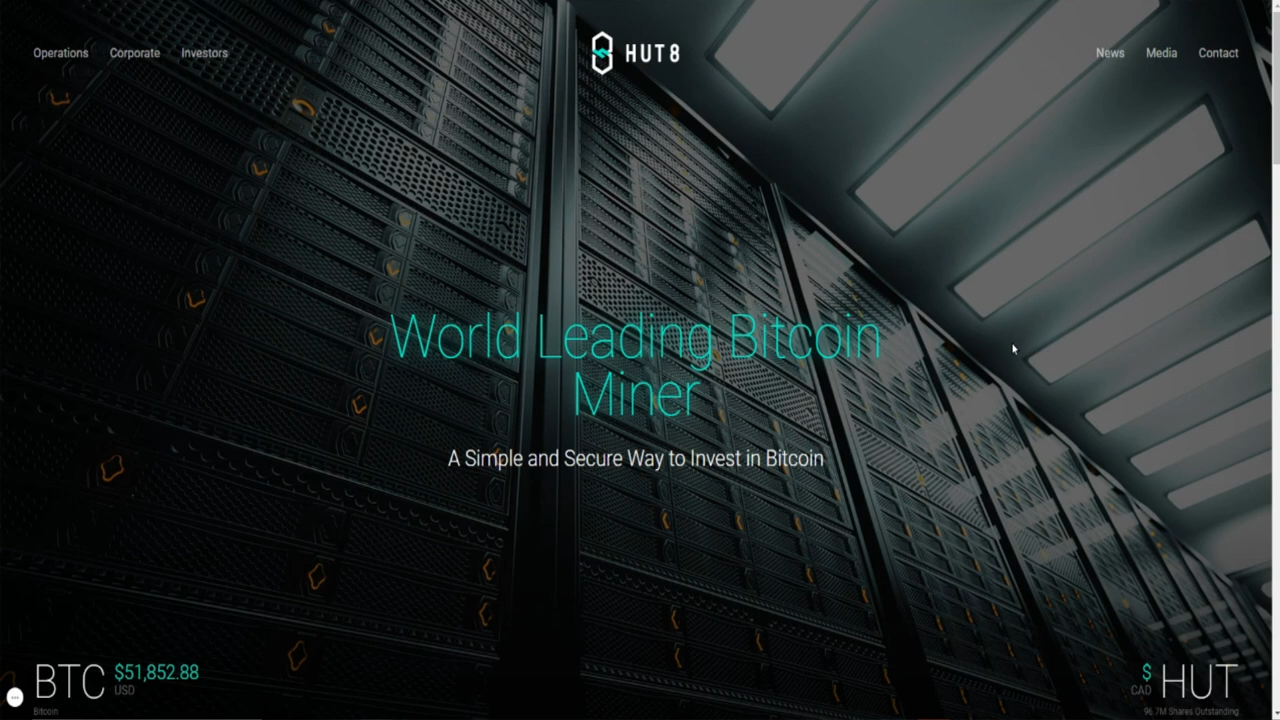 Operations Corporate Investors
HUT 8
News Media Contact
World Leading Bitcoin
Miner
A Simple and Secure Way to Invest in Bitcoin
BTC $51,852.88
USD
Bitcoin
$ HUT
CAD
96.7M Shares Outstanding